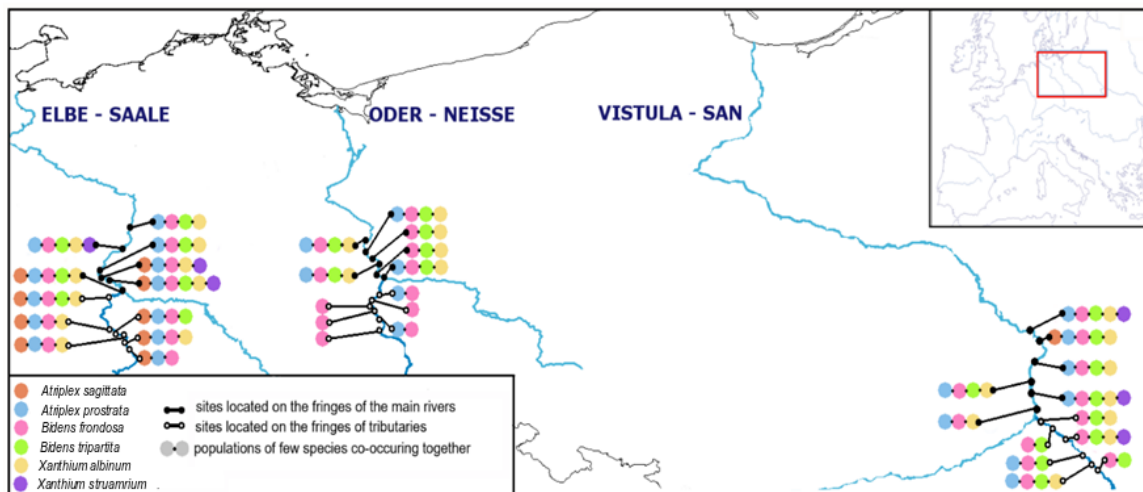 ELBE - SAALE
ODER - NEISSE
VISTULA - SAN
Atriplex sagittata
Atriplex prostrata
Bidens frondosa
Bidens tripartita
Xanthium albinum
Xanthium struamrium
sites located on the fringes of the main rivers
sites located on the fringes of tributaries
populations of few species co-occuring together